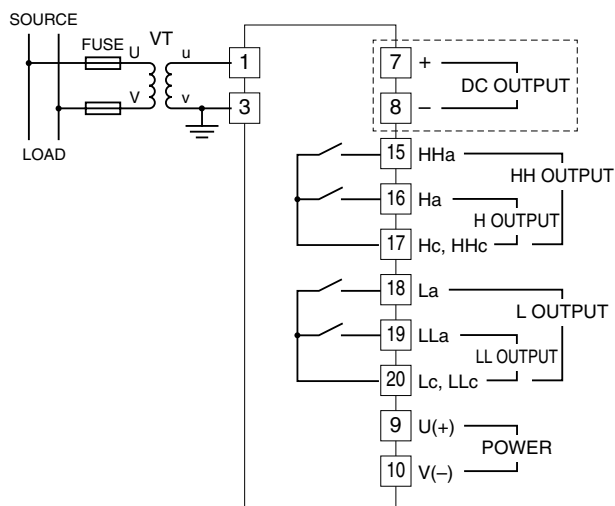 SOURCE
FUSE
VT
U
u
V
v
LOAD
1
3
7 +
8 –
DC OUTPUT
15 HHa
16 Ha
17 Hc, HHc
HH OUTPUT
H OUTPUT
18 La
19 LLa
20 Lc, LLc
L OUTPUT
LL OUTPUT
9 U(+)
10 V(–)
POWER